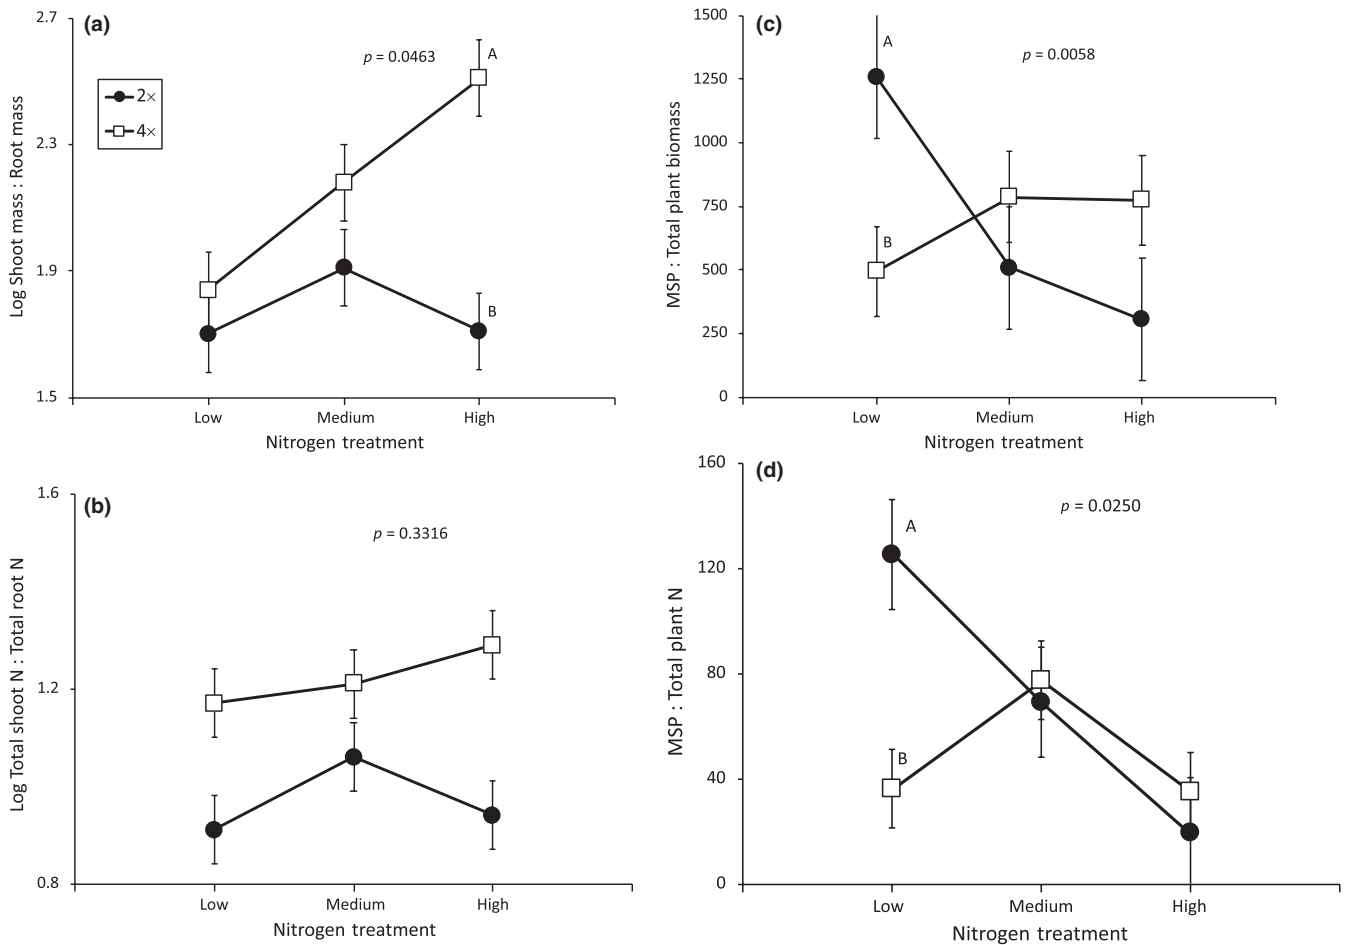 (a)
2.7
2.3
1.9
1.5
Log Shoot mass : Root mass
p = 0.0463
2×
4×
A
B
Low Medium High
Nitrogen treatment
(c)
1500
1250
1000
750
500
250
0
MSP : Total plant biomass
p = 0.0058
A
B
Low Medium High
Nitrogen treatment
(b)
1.6
1.2
0.8
Log Total shoot N : Total root N
p = 0.3316
Low Medium High
Nitrogen treatment
(d)
160
120
80
40
0
MSP : Total plant N
p = 0.0250
A
B
Low Medium High
Nitrogen treatment